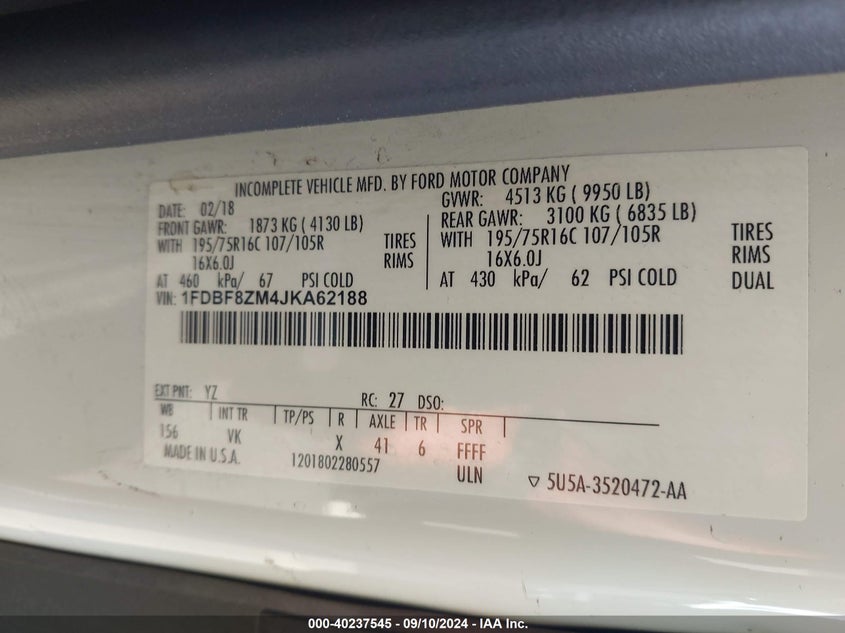 INCOMPLETE VEHICLE MFD. BY FORD MOTOR COMPANY
DATE: 02/18 GVWR: 4513 KG ( 9950 LB)
FRONT GAWR: 1873 KG ( 4130 LB) REAR GAWR: 3100 KG ( 6835 LB)
WITH 195/75R16C 107/105R TIRES WITH 195/75R16C 107/105R TIRES
16X6.0J RIMS 16X6.0J RIMS
AT 460 kPa/ 67 PSI COLD AT 430 kPa/ 62 PSI COLD DUAL
VIN: 1FDBF8ZM4JKA62188
EXT PNT: YZ RC: 27 DSO:
WB INT TR TP/PS R AXLE TR SPR
156 VK X 41 6 FFFF
MADE IN U.S.A. 1201802280557 ULN 5U5A-3520472-AA
000-40237545 - 09/10/2024 - IAA Inc.